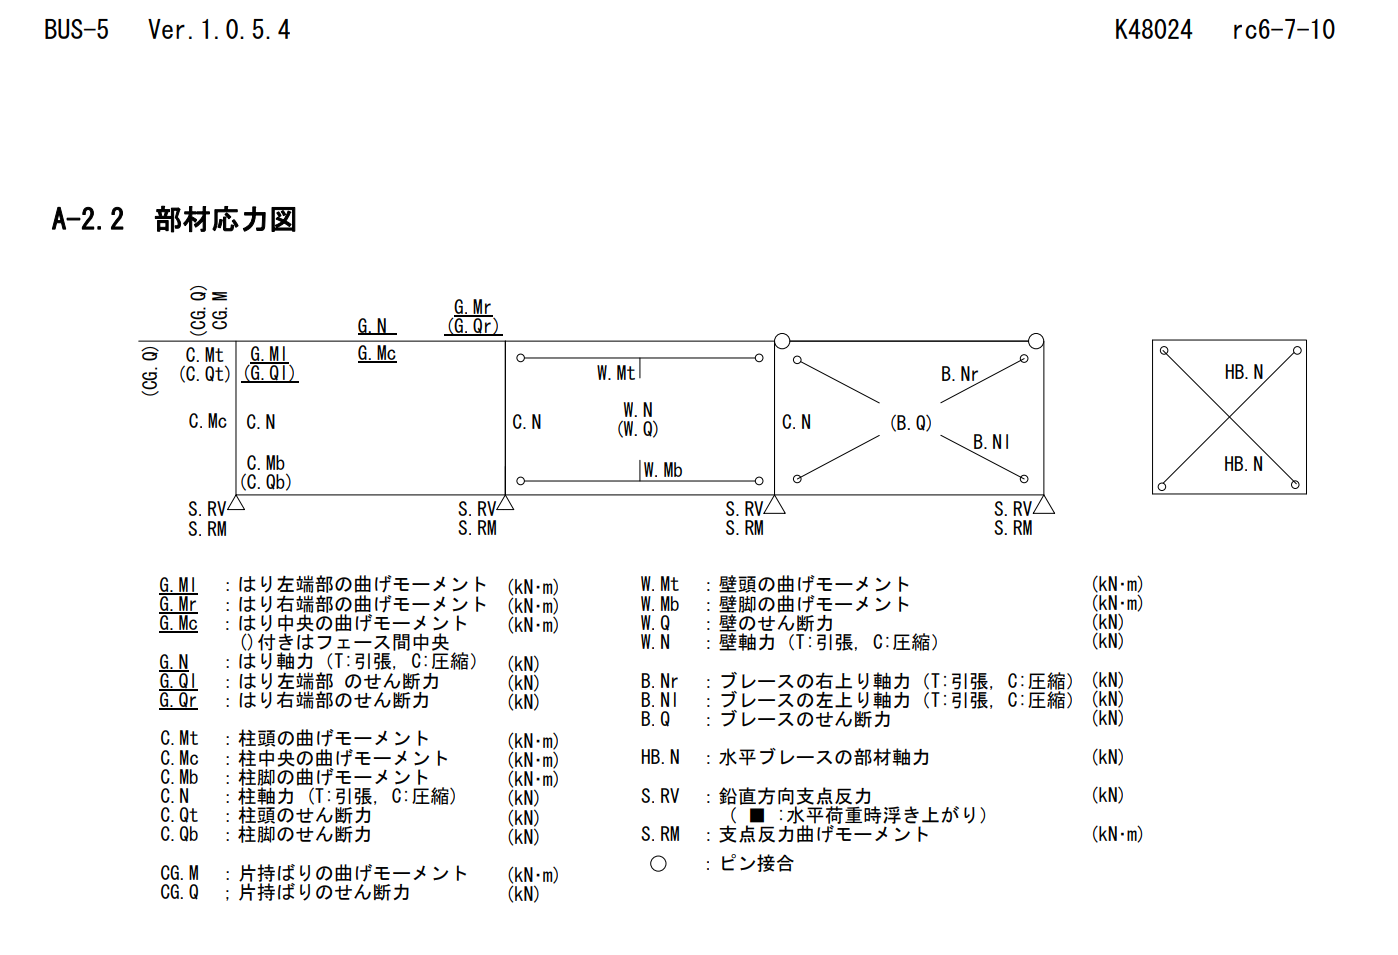 BUS-5 Ver.1.0.5.4
K48024 rc6-7-10
A-2.2 部材応力図
(CG.Q)
CG.M
G.N
G.Mr
(G.Qr)
(CG.Q)
C.Mt
(C.Qt)
G.Ml
(G.Ql)
G.Mc
W.Mt
B.Nr
HB.N
C.Mc
C.N
C.N
W.N
(W.Q)
C.N
(B.Q)
B.Nl
C.Mb
(C.Qb)
W.Mb
HB.N
S.RV
S.RM
S.RV
S.RM
S.RV
S.RM
S.RV
S.RM
G.Ml : はり左端部の曲げモーメント (kN・m)
G.Mr : はり右端部の曲げモーメント (kN・m)
G.Mc : はり中央の曲げモーメント (kN・m)
()付きはフェース間中央
G.N : はり軸力 (T:引張, C:圧縮) (kN)
G.Ql : はり左端部 のせん断力 (kN)
G.Qr : はり右端部のせん断力 (kN)
C.Mt : 柱頭の曲げモーメント (kN・m)
C.Mc : 柱中央の曲げモーメント (kN・m)
C.Mb : 柱脚の曲げモーメント (kN・m)
C.N : 柱軸力 (T:引張, C:圧縮) (kN)
C.Qt : 柱頭のせん断力 (kN)
C.Qb : 柱脚のせん断力 (kN)
CG.M : 片持ばりの曲げモーメント (kN・m)
CG.Q ; 片持ばりのせん断力 (kN)
W.Mt : 壁頭の曲げモーメント (kN・m)
W.Mb : 壁脚の曲げモーメント (kN・m)
W.Q : 壁のせん断力 (kN)
W.N : 壁軸力 (T:引張, C:圧縮) (kN)
B.Nr : ブレースの右上り軸力 (T:引張, C:圧縮) (kN)
B.Nl : ブレースの左上り軸力 (T:引張, C:圧縮) (kN)
B.Q : ブレースのせん断力 (kN)
HB.N : 水平ブレースの部材軸力 (kN)
S.RV : 鉛直方向支点反力 (kN)
( ■ :水平荷重時浮き上がり)
S.RM : 支点反力曲げモーメント (kN・m)
○ : ピン接合